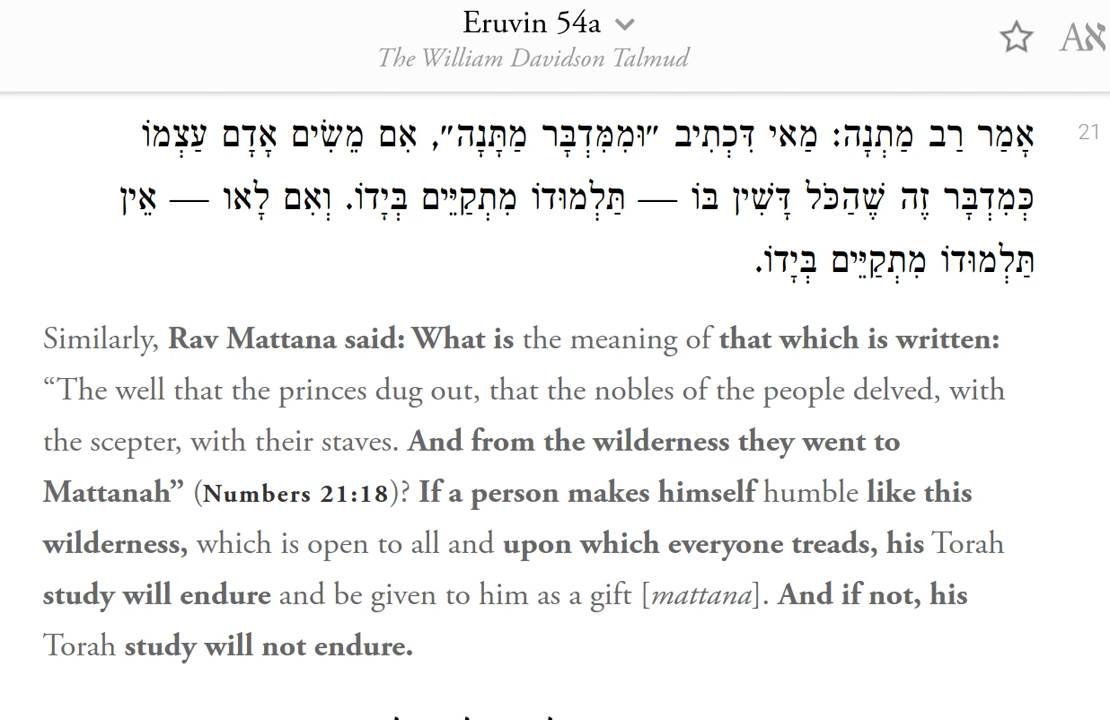 Eruvin 54a
The William Davidson Talmud
Aא
21
אָמַר רַב מַתְנָה: מַאי דִּכְתִיב ״וּמִמִּדְבָּר מַתָּנָה״, אִם מֵשִׂים אָדָם עַצְמוֹ
כְּמִדְבָּר זֶה שֶׁהַכֹּל דָּשִׁין בּוֹ — תַּלְמוּדוֹ מִתְקַיֵּים בְּיָדוֹ. וְאִם לָאו — אֵין
תַּלְמוּדוֹ מִתְקַיֵּים בְּיָדוֹ.
Similarly, Rav Mattana said: What is the meaning of that which is written:
“The well that the princes dug out, that the nobles of the people delved, with
the scepter, with their staves. And from the wilderness they went to
Mattanah” (Numbers 21:18)? If a person makes himself humble like this
wilderness, which is open to all and upon which everyone treads, his Torah
study will endure and be given to him as a gift [mattana]. And if not, his
Torah study will not endure.